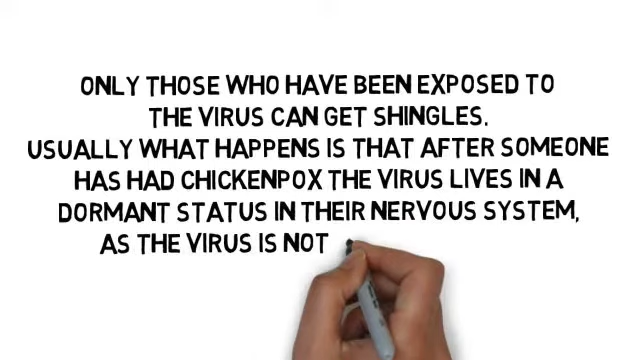 ONLY THOSE WHO HAVE BEEN EXPOSED TO
THE VIRUS CAN GET SHINGLES.
USUALLY WHAT HAPPENS IS THAT AFTER SOMEONE
HAS HAD CHICKENPOX THE VIRUS LIVES IN A
DORMANT STATUS IN THEIR NERVOUS SYSTEM,
AS THE VIRUS IS NOT